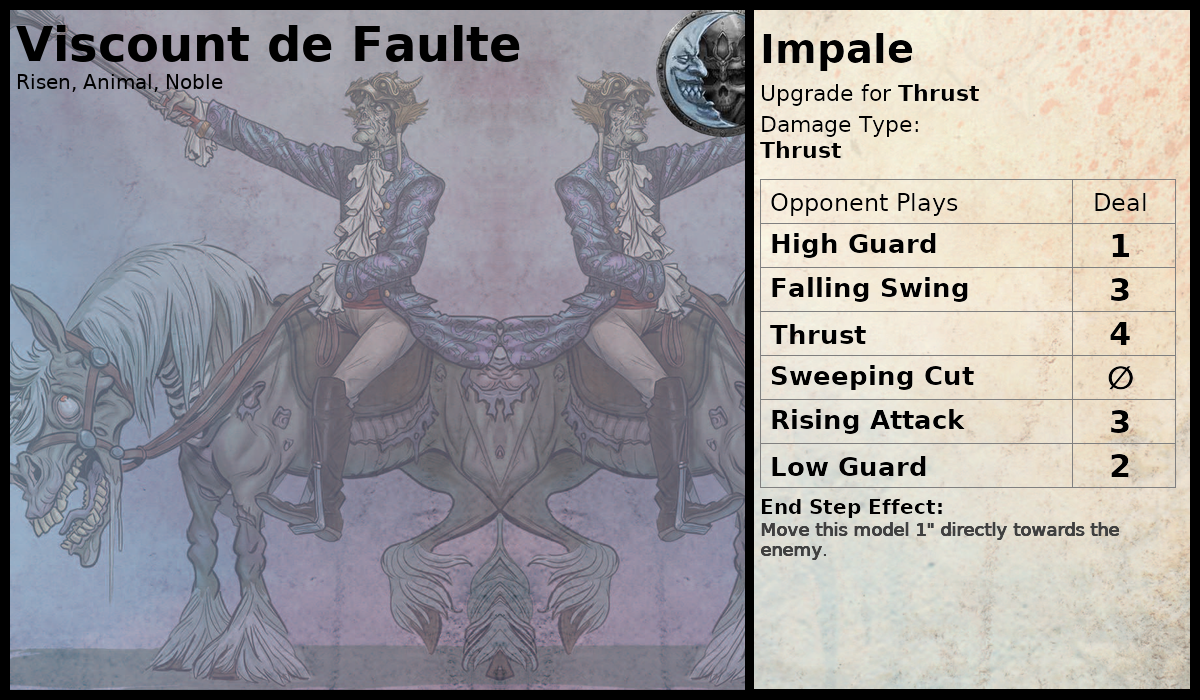 Viscount de Faulte
Risen, Animal, Noble
Impale
Upgrade for Thrust
Damage Type:
Thrust
Opponent Plays Deal
High Guard 1
Falling Swing 3
Thrust 4
Sweeping Cut ∅
Rising Attack 3
Low Guard 2
End Step Effect:
Move this model 1" directly towards the
enemy.